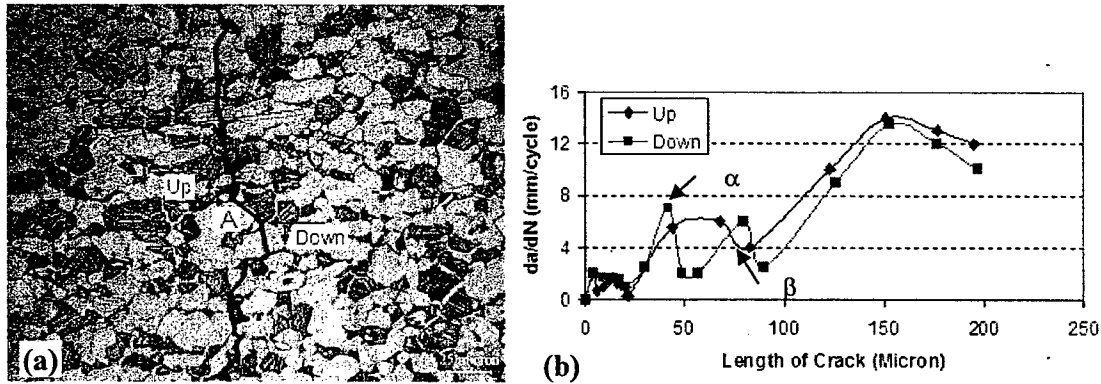 Up
A
Down
(a)
da/dN (mm/cycle)
16
12
8
4
0
Up
Down
α
β
0 50 100 150 200 250
(b)
Length of Crack (Micron)